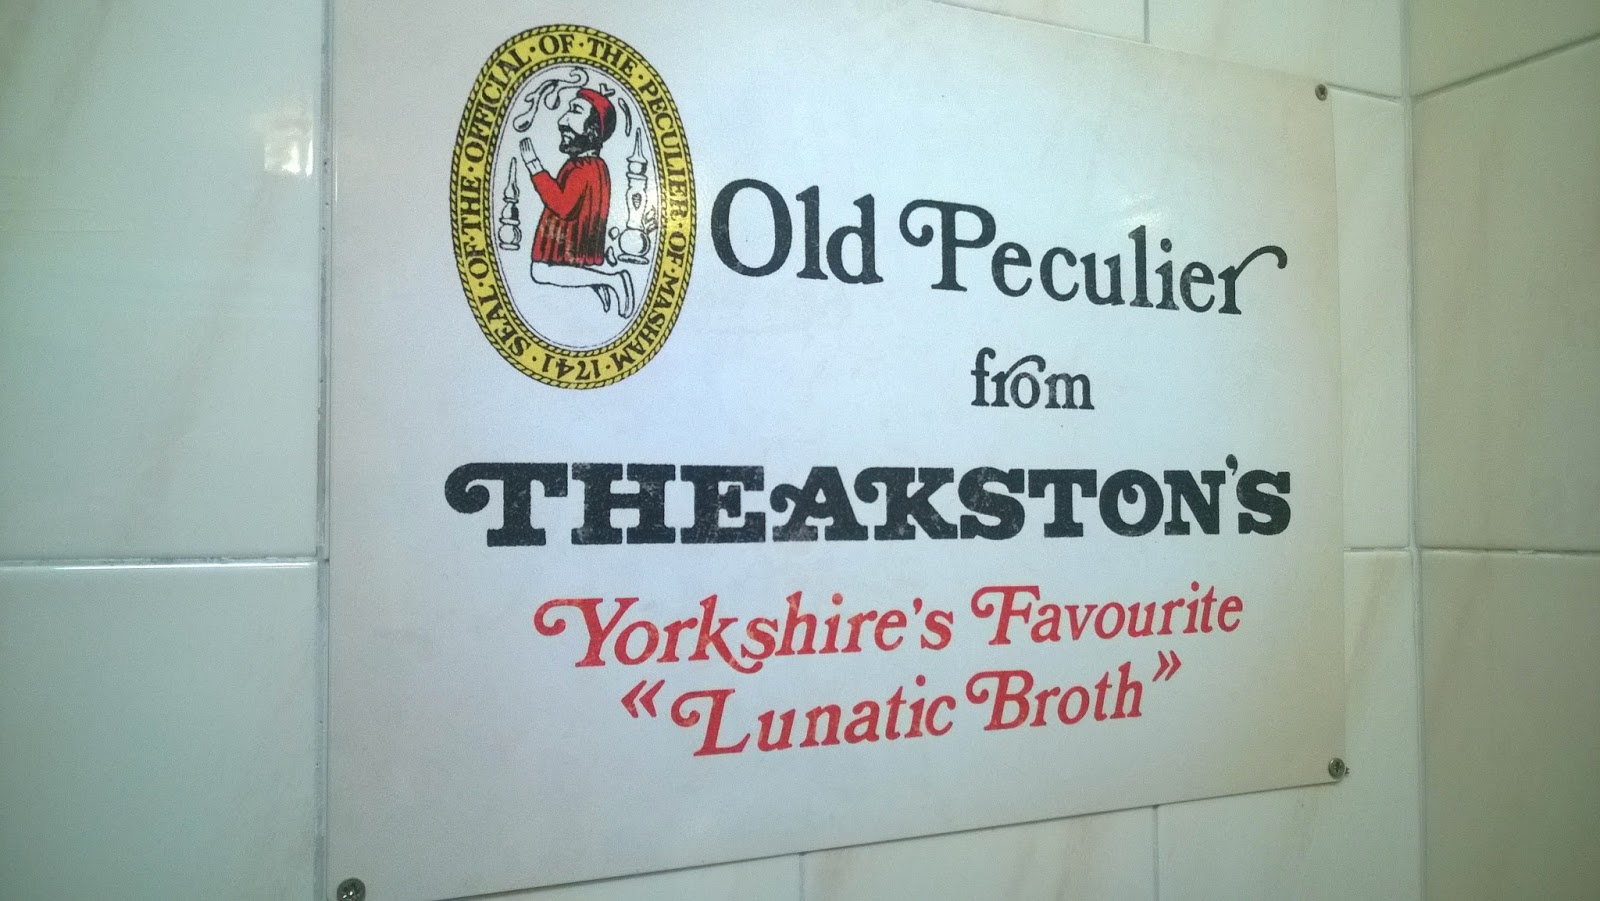 SEAL·OF·THE·OFFICIAL·OF·THE·PECULIER·OF·MASHAM 1741·
Old Peculier
from
THEAKSTON'S
Yorkshire's Favourite
«Lunatic Broth»